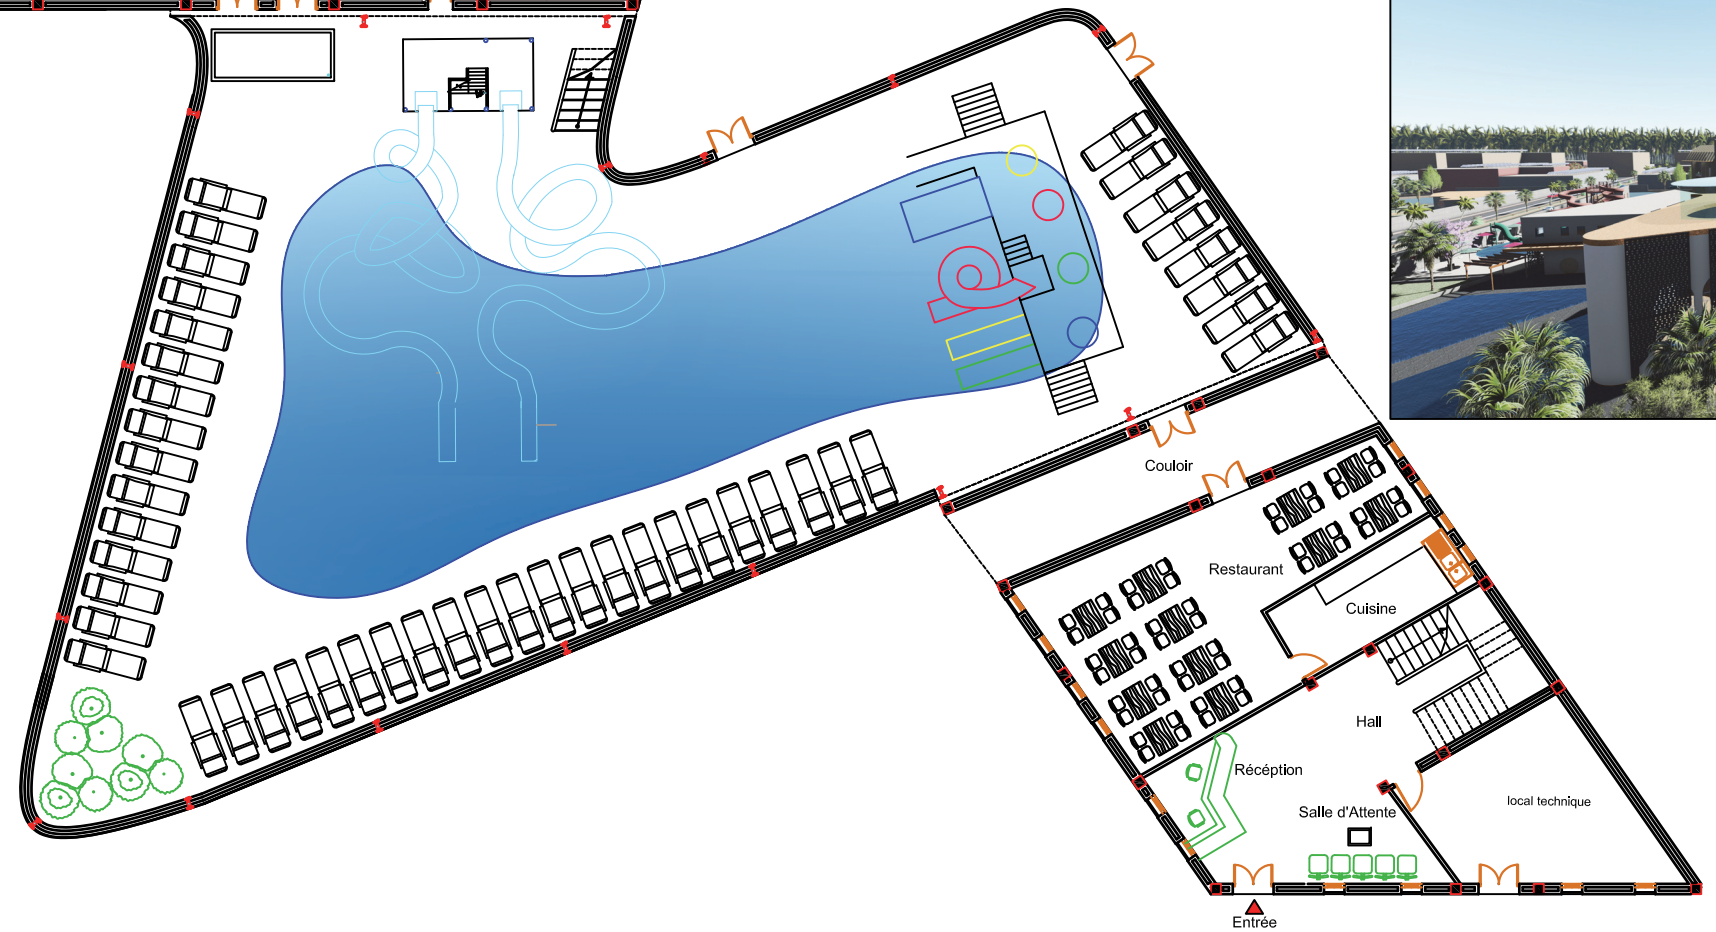 Couloir
Restaurant
Cuisine
Hall
Récéption
Salle d'Attente
local technique
Entrée